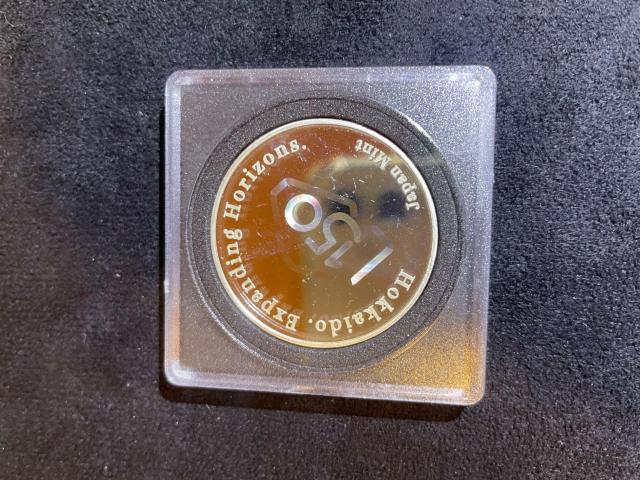 Hokkaido. Expanding Horizons.
Japan Mint
150